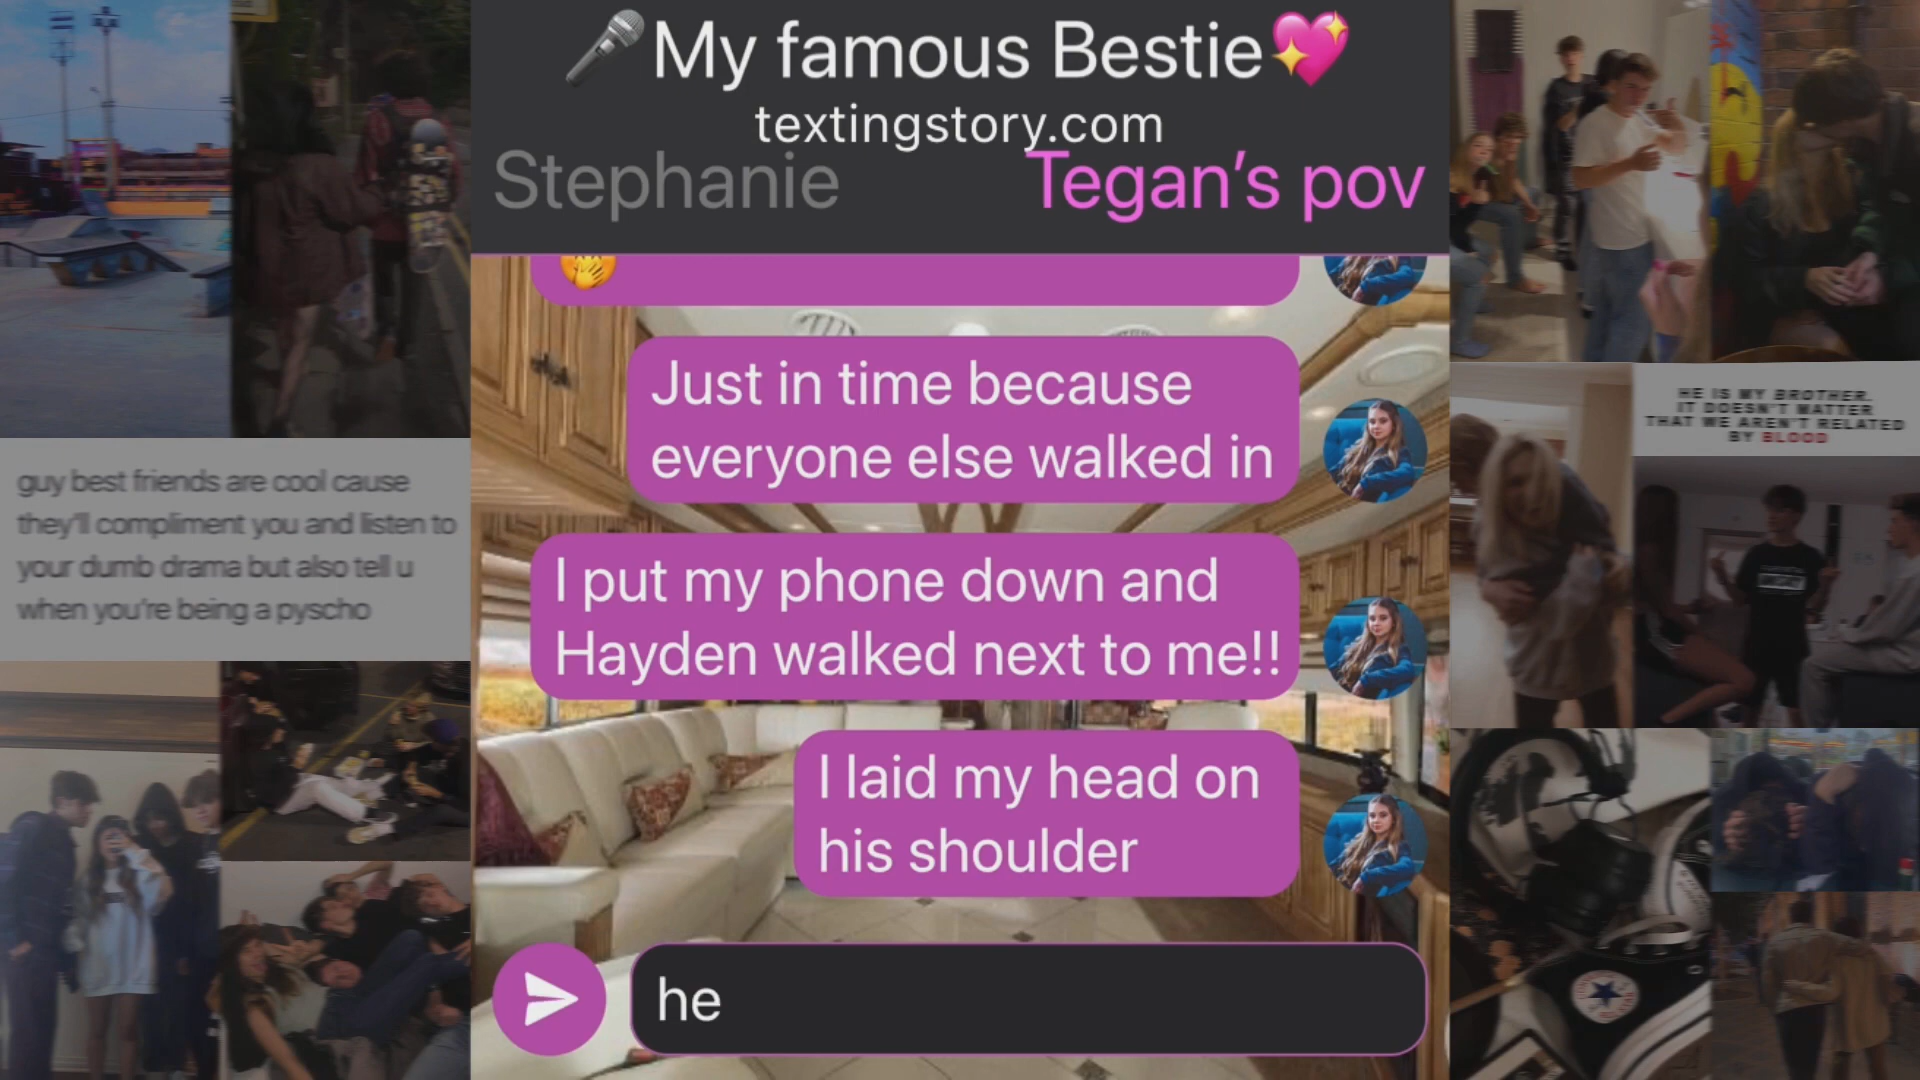 🎤My famous Bestie💖
textingstory.com
Stephanie
Tegan’s pov
🤭
Just in time because
everyone else walked in
I put my phone down and
Hayden walked next to me!!
I laid my head on
his shoulder
he
guy best friends are cool cause
they'll compliment you and listen to
your dumb drama but also tell u
when you're being a pyscho
HE IS MY BROTHER.
IT DOESN'T MATTER
THAT WE AREN'T RELATED
BY BLOOD